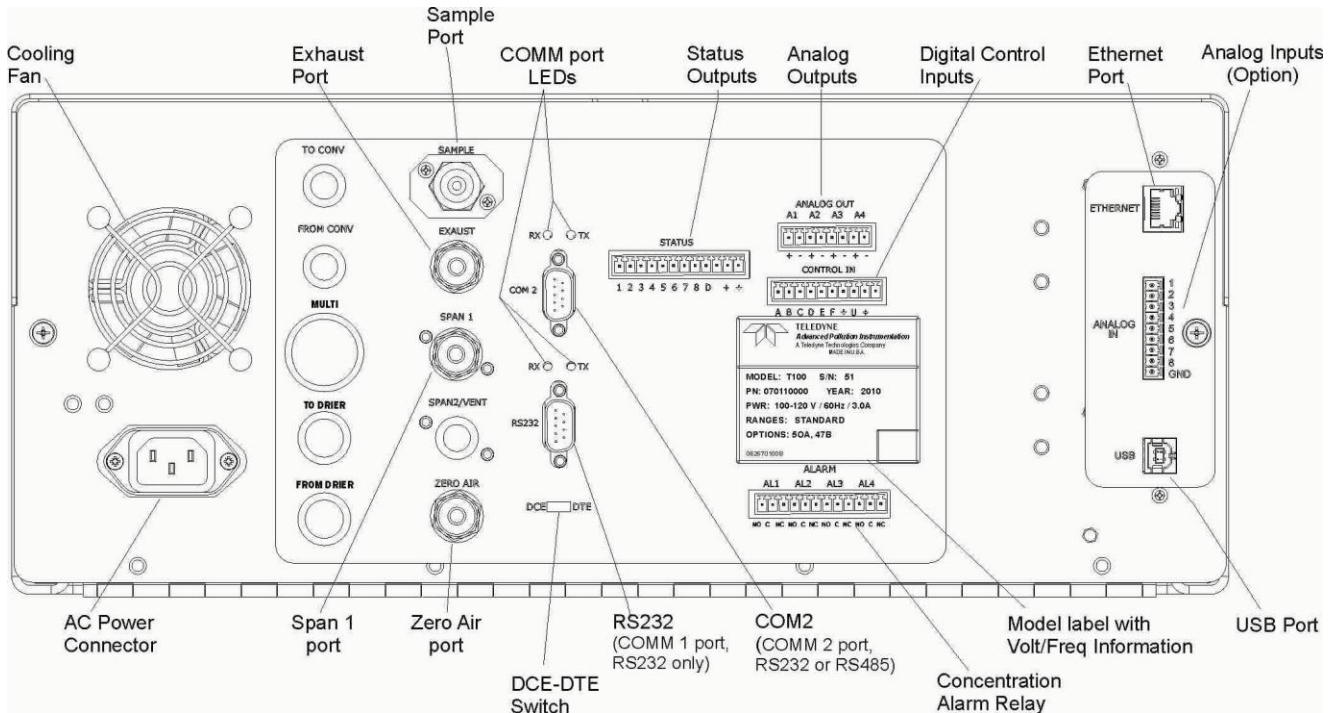 Sample
Port
Cooling
Fan
Exhaust
Port
COMM port
LEDs
Status
Outputs
Analog
Outputs
Digital Control
Inputs
Ethernet
Port
Analog Inputs
(Option)
TO CONV
FROM CONV
MULTI
TO DRIER
FROM DRIER
SAMPLE
EXAUST
SPAN 1
SPAN2/VENT
ZERO AIR
RX TX
COM 2
RX TX
RS232
DCE DTE
STATUS
1 2 3 4 5 6 7 8 D + ÷
ANALOG OUT
A1 A2 A3 A4
+ - + - + - + -
CONTROL IN
A B C D E F ÷ U ÷
TELEDYNE
Advanced Pollution Instrumentation
A Teledyne Technologies Company
MADE IN U.S.A.
MODEL: T100 S/N: 51
PN: 070110000 YEAR: 2010
PWR: 100-120 V / 60Hz / 3.0A
RANGES: STANDARD
OPTIONS: 50A, 47B
ALARM
AL1 AL2 AL3 AL4
NO C NC NO C NC NO C NC NO C NC
ETHERNET
ANALOG
IN
1
2
3
4
5
6
7
8
GND
USB
AC Power
Connector
Span 1
port
Zero Air
port
DCE-DTE
Switch
RS232
(COMM 1 port,
RS232 only)
COM2
(COMM 2 port,
RS232 or RS485)
Concentration
Alarm Relay
Model label with
Volt/Freq Information
USB Port